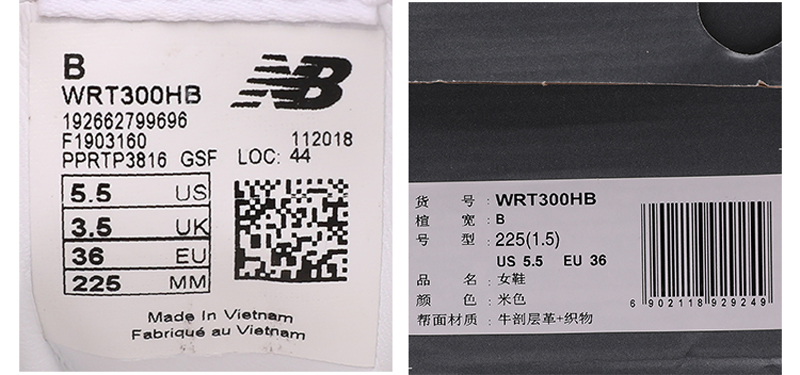 B
WRT300HB
192662799696
F1903160 112018
PPRTP3816 GSF LOC: 44
5.5 US
3.5 UK
36 EU
225 MM
Made in Vietnam
Fabriqué au Vietnam
NB
货 号 : WRT300HB
楦 宽 : B
号 型 : 225(1.5)
US 5.5 EU 36
品 名 : 女鞋
颜 色 : 米色
帮面材质 : 牛剖层革+织物
6 902118 929249